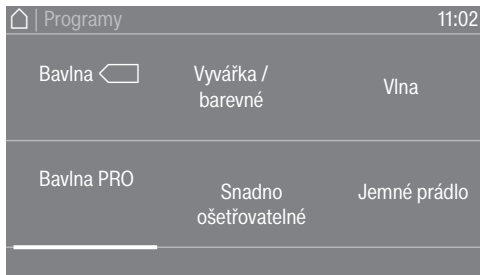 | Programy 11:02
Bavlna
Vyvářka /
barevné
Vlna
Bavlna PRO
Snadno
ošetřovatelné
Jemné prádlo